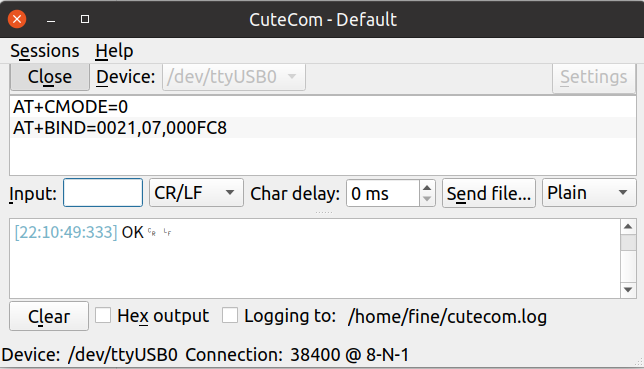 CuteCom - Default
Sessions Help
Close Device: /dev/ttyUSB0 Settings
AT+CMODE=0
AT+BIND=0021,07,000FC8
Input: CR/LF Char delay: 0 ms Send file... Plain
[22:10:49:333] OK CR LF
Clear Hex output Logging to: /home/fine/cutecom.log
Device: /dev/ttyUSB0 Connection: 38400 @ 8-N-1